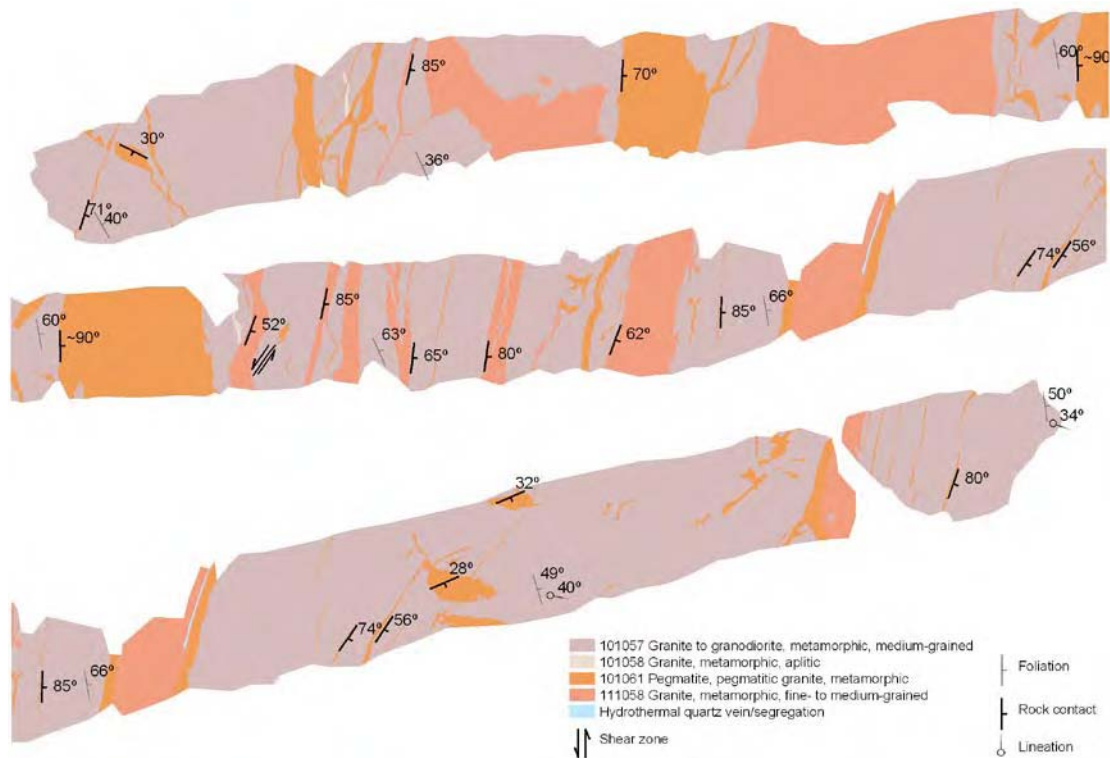 85º
70º
60º
~90
30º
36º
71º
40º
60º
~90º
52º
85º
63º
65º
80º
62º
85º
66º
74º
56º
50º
34º
80º
32º
28º
49º
40º
74º
56º
85º
66º
101057 Granite to granodiorite, metamorphic, medium-grained
101058 Granite, metamorphic, aplitic
101061 Pegmatite, pegmatitic granite, metamorphic
111058 Granite, metamorphic, fine- to medium-grained
Hydrothermal quartz vein/segregation
Shear zone
Foliation
Rock contact
Lineation